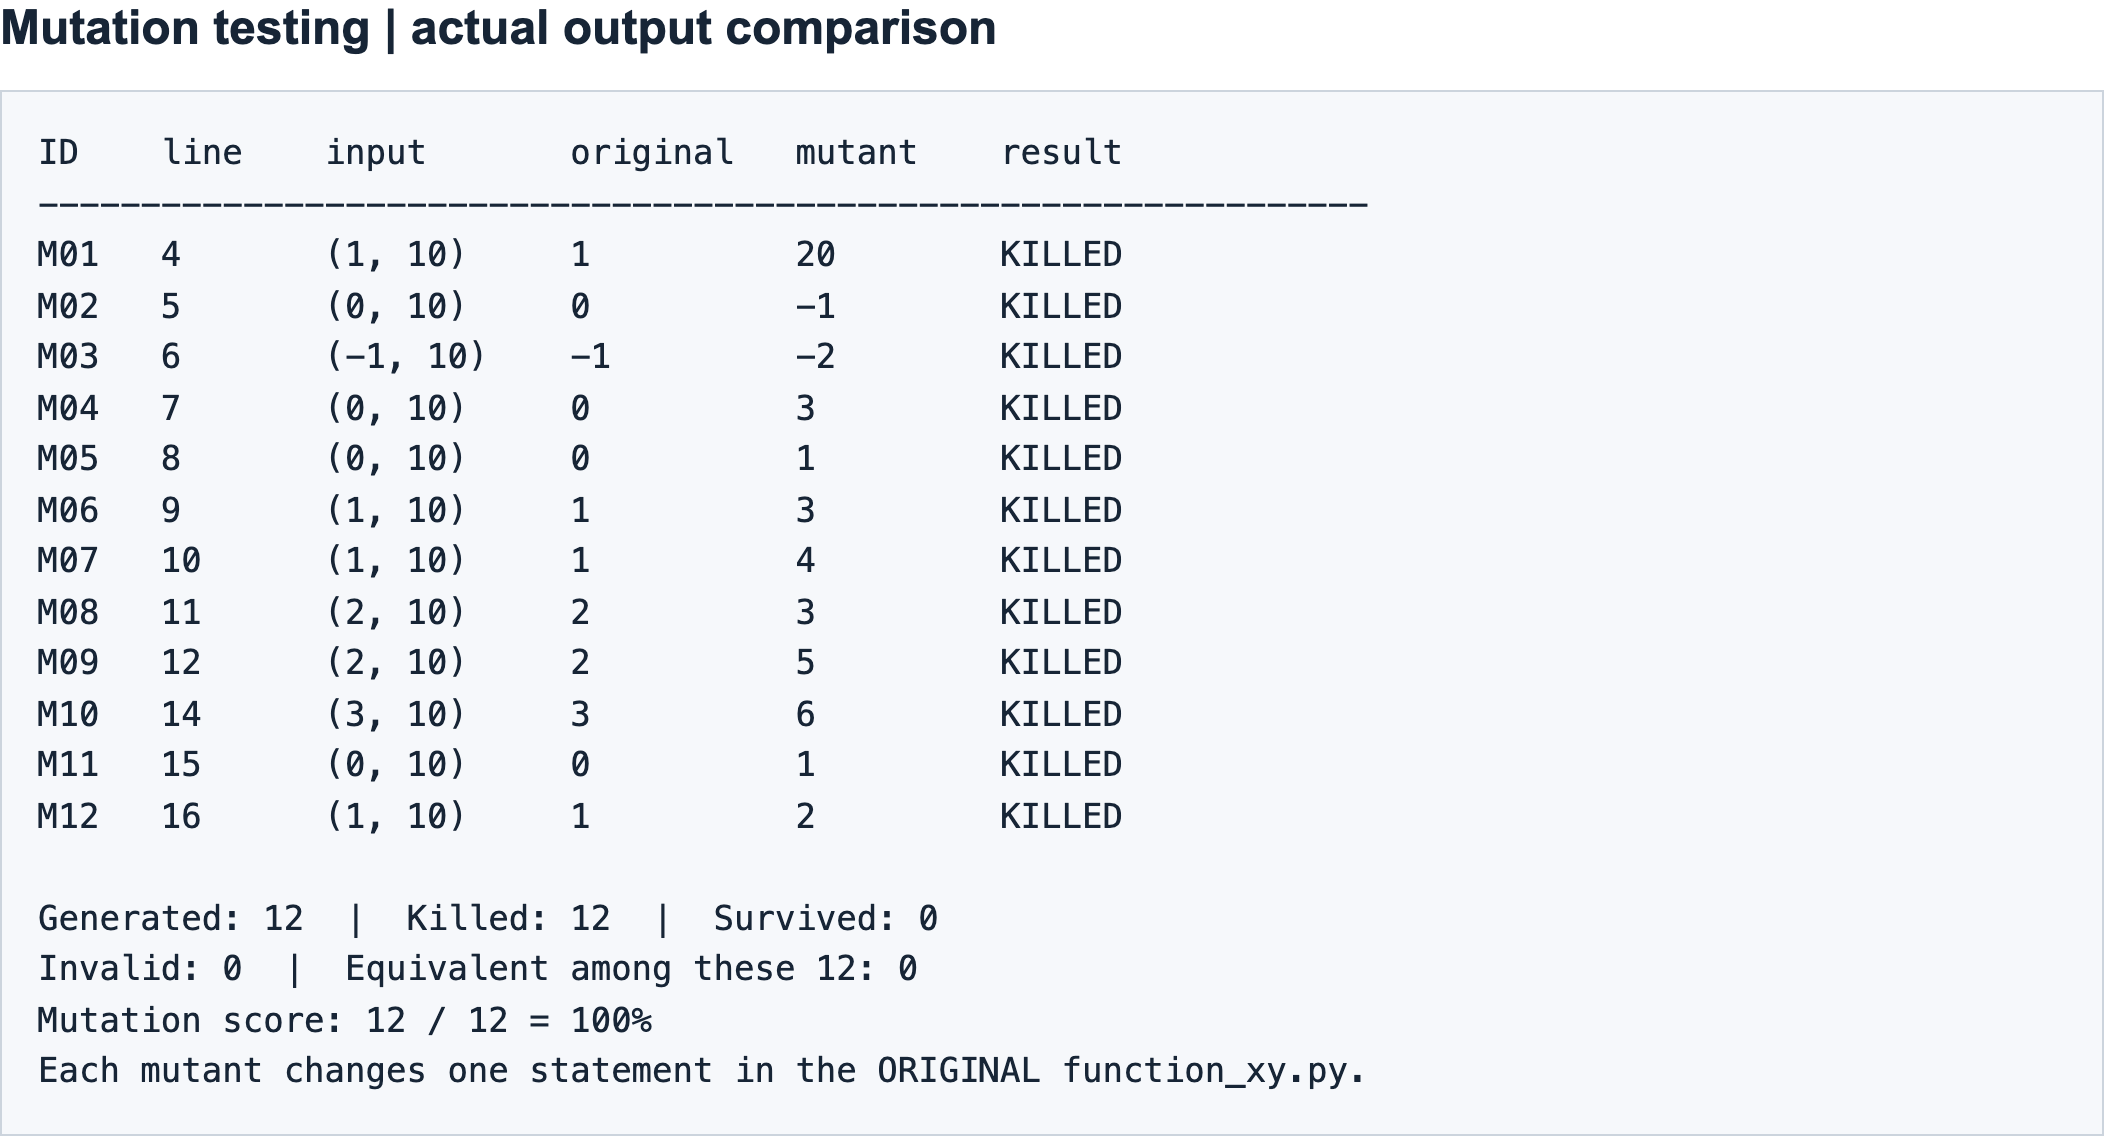 Mutation testing | actual output comparison
ID line input original mutant result
-----------------------------------------------------------------
M01 4 (1, 10) 1 20 KILLED
M02 5 (0, 10) 0 -1 KILLED
M03 6 (-1, 10) -1 -2 KILLED
M04 7 (0, 10) 0 3 KILLED
M05 8 (0, 10) 0 1 KILLED
M06 9 (1, 10) 1 3 KILLED
M07 10 (1, 10) 1 4 KILLED
M08 11 (2, 10) 2 3 KILLED
M09 12 (2, 10) 2 5 KILLED
M10 14 (3, 10) 3 6 KILLED
M11 15 (0, 10) 0 1 KILLED
M12 16 (1, 10) 1 2 KILLED
Generated: 12 | Killed: 12 | Survived: 0
Invalid: 0 | Equivalent among these 12: 0
Mutation score: 12 / 12 = 100%
Each mutant changes one statement in the ORIGINAL function_xy.py.